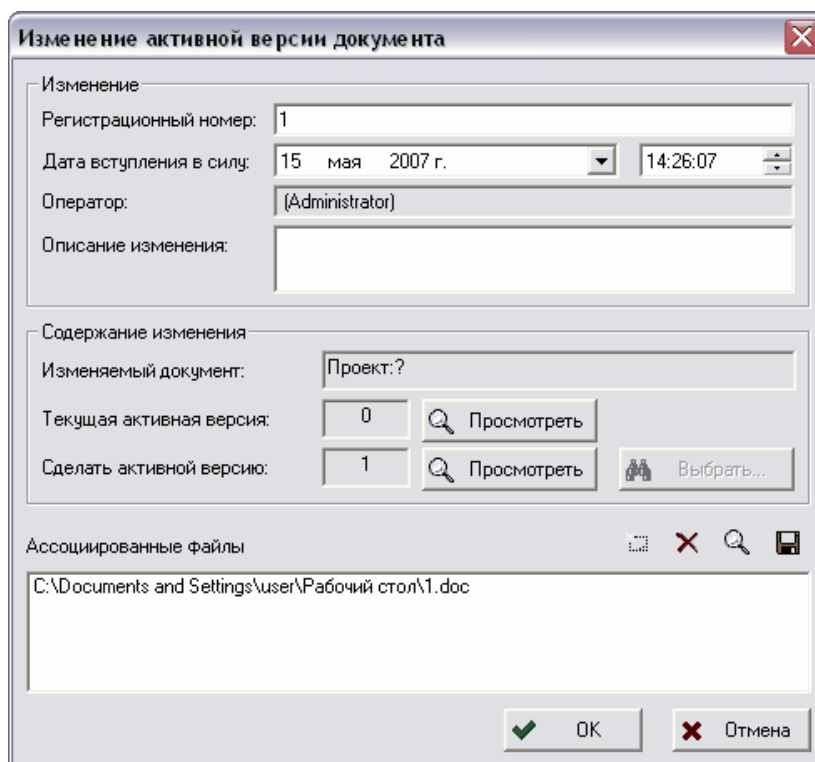 Изменение активной версии документа
Изменение
Регистрационный номер: 1
Дата вступления в силу: 15 мая 2007 г. 14:26:07
Оператор: (Administrator)
Описание изменения:
Содержание изменения
Изменяемый документ: Проект:?
Текущая активная версия: 0 Просмотреть
Сделать активной версию: 1 Просмотреть Выбрать...
Ассоциированные файлы
C:\Documents and Settings\user\Рабочий стол\1.doc
OK Отмена